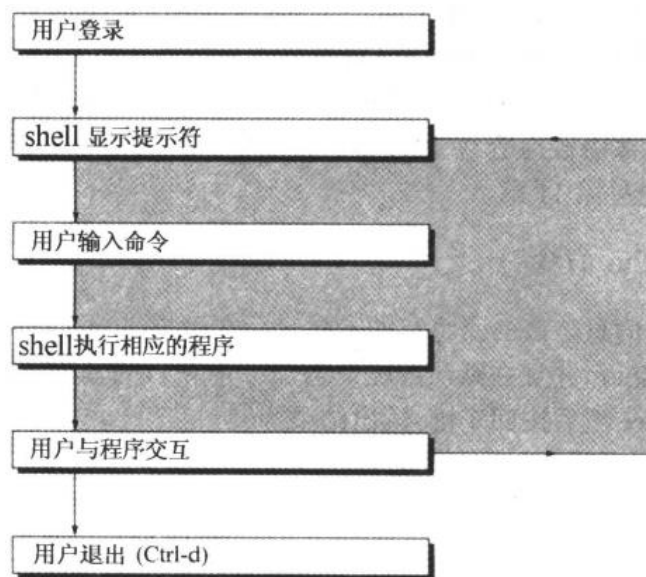 用户登录
shell 显示提示符
用户输入命令
shell执行相应的程序
用户与程序交互
用户退出 (Ctrl-d)